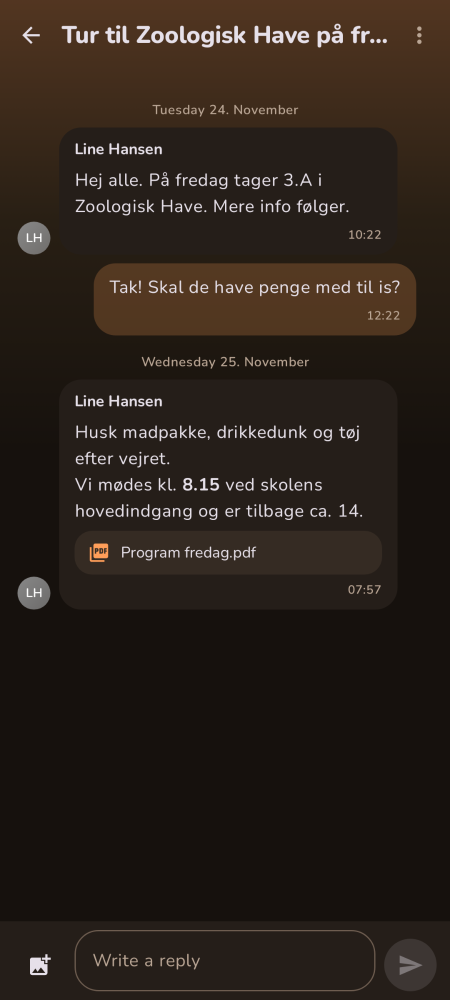 Tur til Zoologisk Have på fr...
Tuesday 24. November
Line Hansen
Hej alle. På fredag tager 3.A i
Zoologisk Have. Mere info følger.
10:22
LH
Tak! Skal de have penge med til is?
12:22
Wednesday 25. November
Line Hansen
Husk madpakke, drikkedunk og tøj
efter vejret.
Vi mødes kl. 8.15 ved skolens
hovedindgang og er tilbage ca. 14.
PDF
Program fredag.pdf
07:57
LH
Write a reply